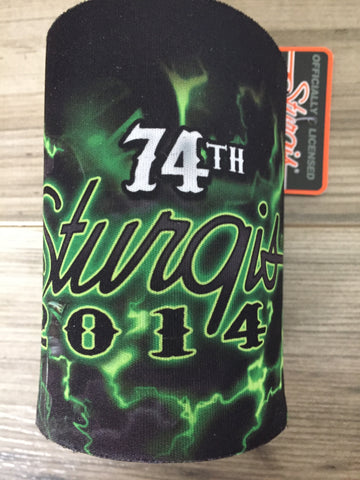 74TH
Sturgis
2014
OFFICIALLY LICENSED
Sturgis